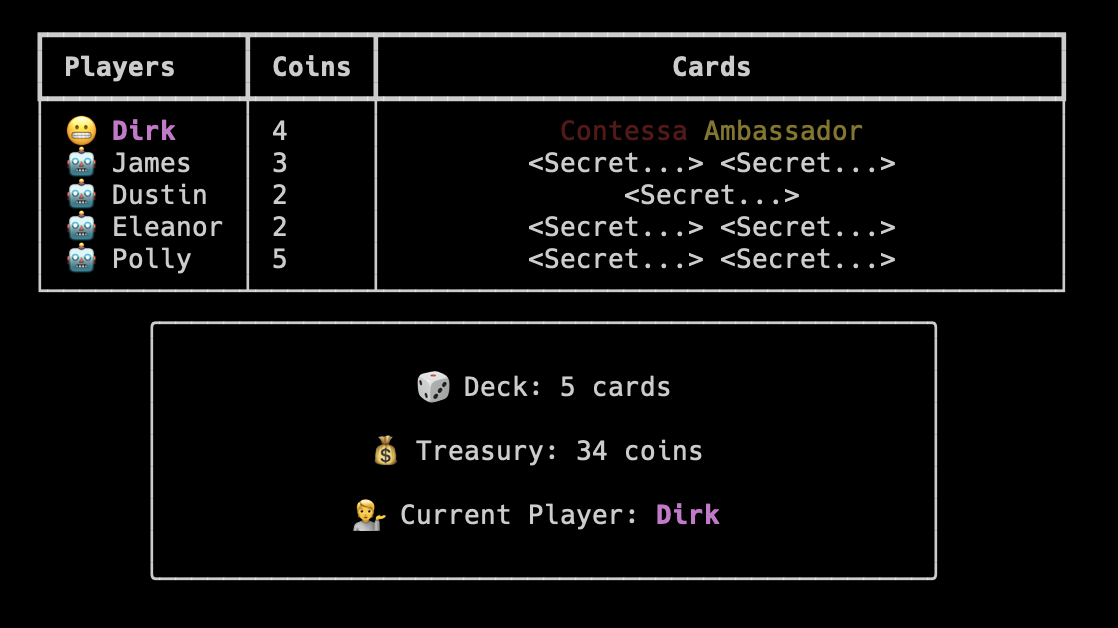 Players Coins Cards
Dirk 4 Contessa Ambassador
James 3 <Secret...> <Secret...>
Dustin 2 <Secret...>
Eleanor 2 <Secret...> <Secret...>
Polly 5 <Secret...> <Secret...>
Deck: 5 cards
Treasury: 34 coins
Current Player: Dirk